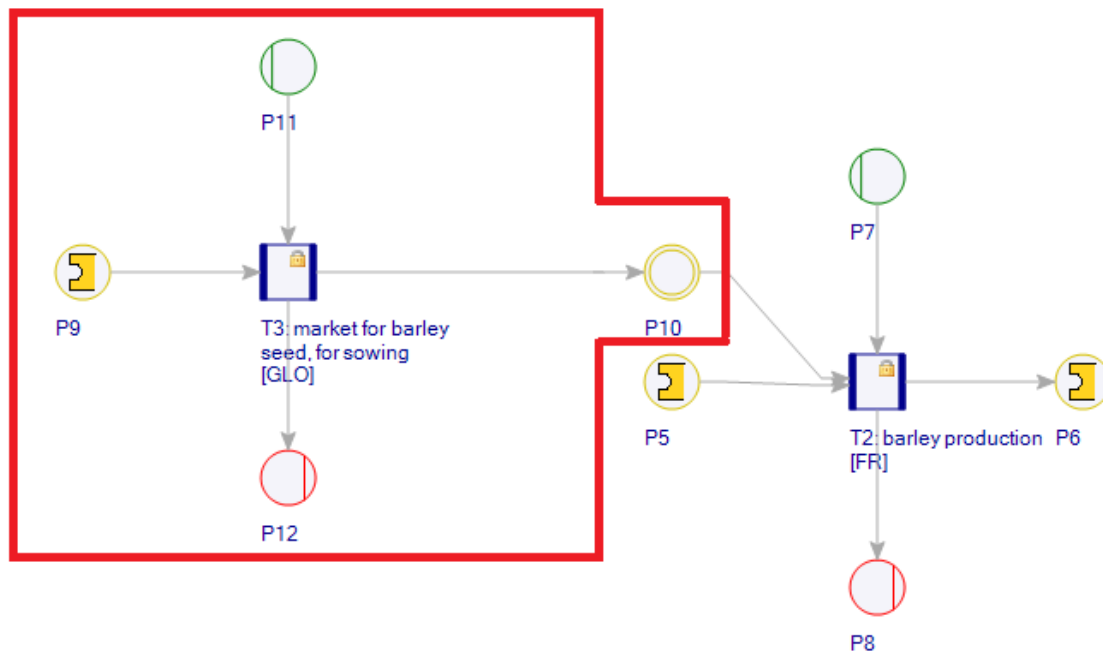 P11
P7
P9
T3: market for barley
seed, for sowing
[GLO]
P10
P5
T2: barley production
[FR]
P6
P12
P8